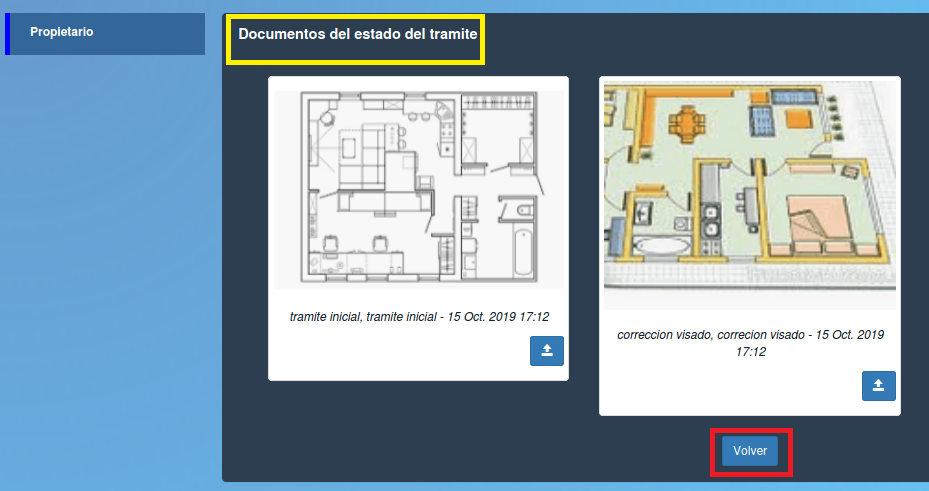 Propietario
Documentos del estado del tramite
tramite inicial, tramite inicial - 15 Oct. 2019 17:12
correccion visado, correcion visado - 15 Oct. 2019
17:12
Volver